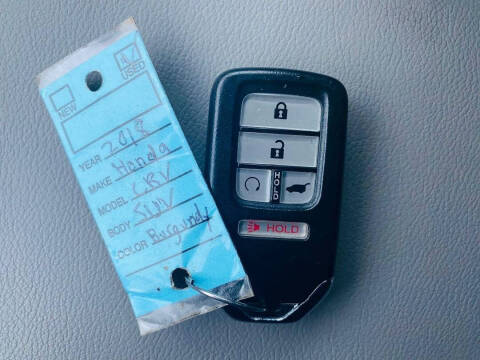 NEW
USED
YEAR 2018
MAKE Honda
MODEL CRV
BODY SUV
COLOR Burgundy
HOLD
HOLD